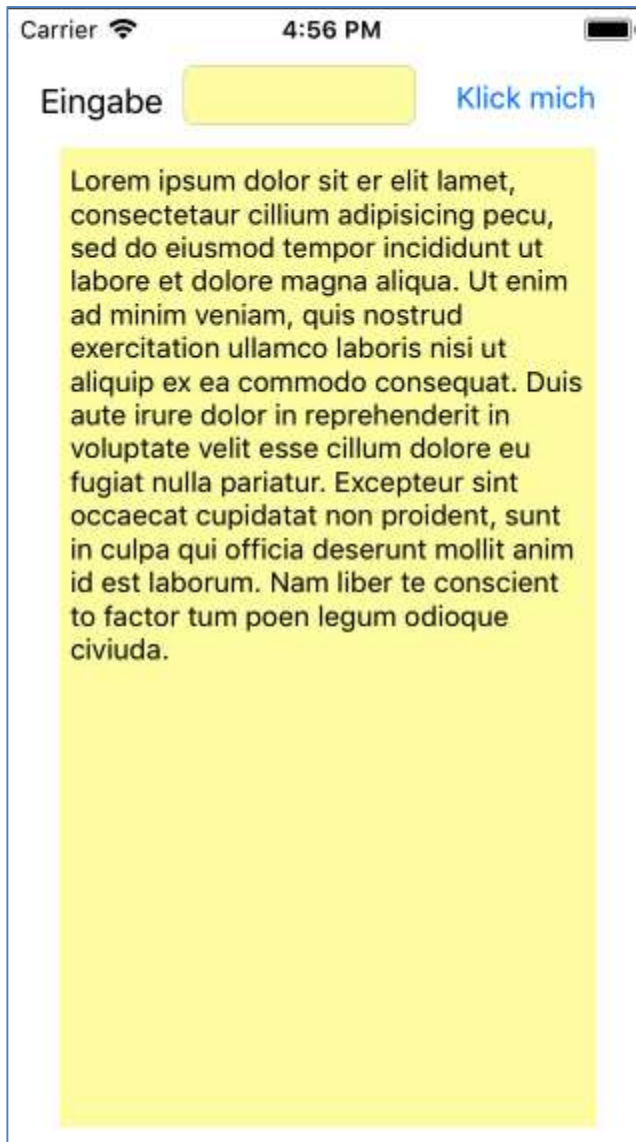 Carrier 4:56 PM
Eingabe Klick mich
Lorem ipsum dolor sit er elit lamet,
consectetaur cillium adipisicing pecu,
sed do eiusmod tempor incididunt ut
labore et dolore magna aliqua. Ut enim
ad minim veniam, quis nostrud
exercitation ullamco laboris nisi ut
aliquip ex ea commodo consequat. Duis
aute irure dolor in reprehenderit in
voluptate velit esse cillum dolore eu
fugiat nulla pariatur. Excepteur sint
occaecat cupidatat non proident, sunt
in culpa qui officia deserunt mollit anim
id est laborum. Nam liber te conscient
to factor tum poen legum odioque
civiuda.